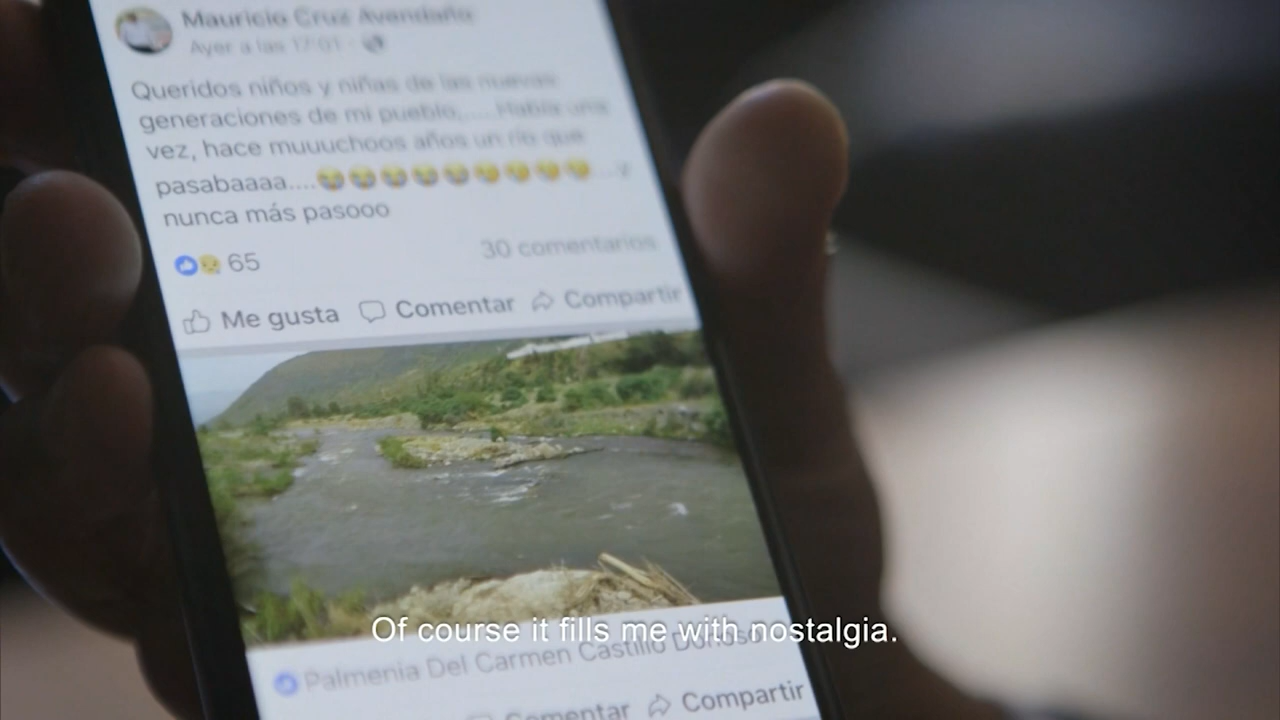 Mauricio Cruz Avendaño
Ayer a las 17:01 ·
Queridos niños y niñas de las nuevas
generaciones de mi pueblo,.....Había una
vez, hace muuuchoos años un río que
pasabaaaa....😭😭😭😭😭😢😢😢😢....Y
nunca más pasooo
65
30 comentarios
Me gusta Comentar Compartir
Of course it fills me with nostalgia.
Palmenia Del Carmen Castillo Donoso
Comentar Compartir